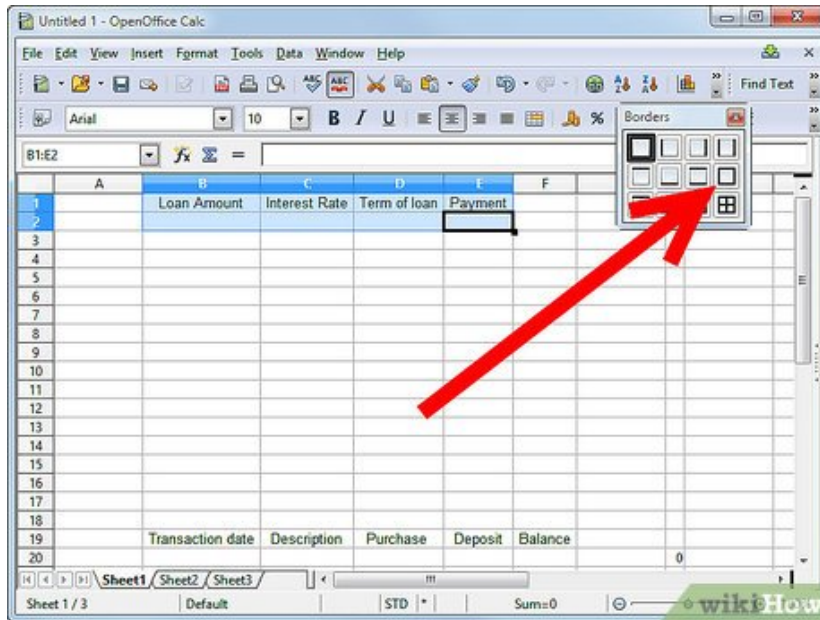 Untitled 1 - OpenOffice Calc
File Edit View Insert Format Tools Data Window Help
ABC ABC Find Text
Arial 10 B I U % Borders
B1:E2 fx Σ =
A B C D E F
1 Loan Amount Interest Rate Term of loan Payment
2
3
4
5
6
7
8
9
10
11
12
13
14
15
16
17
18
19 Transaction date Description Purchase Deposit Balance
20 0
Sheet1 Sheet2 Sheet3
Sheet 1 / 3 Default STD * Sum=0
wikiHow